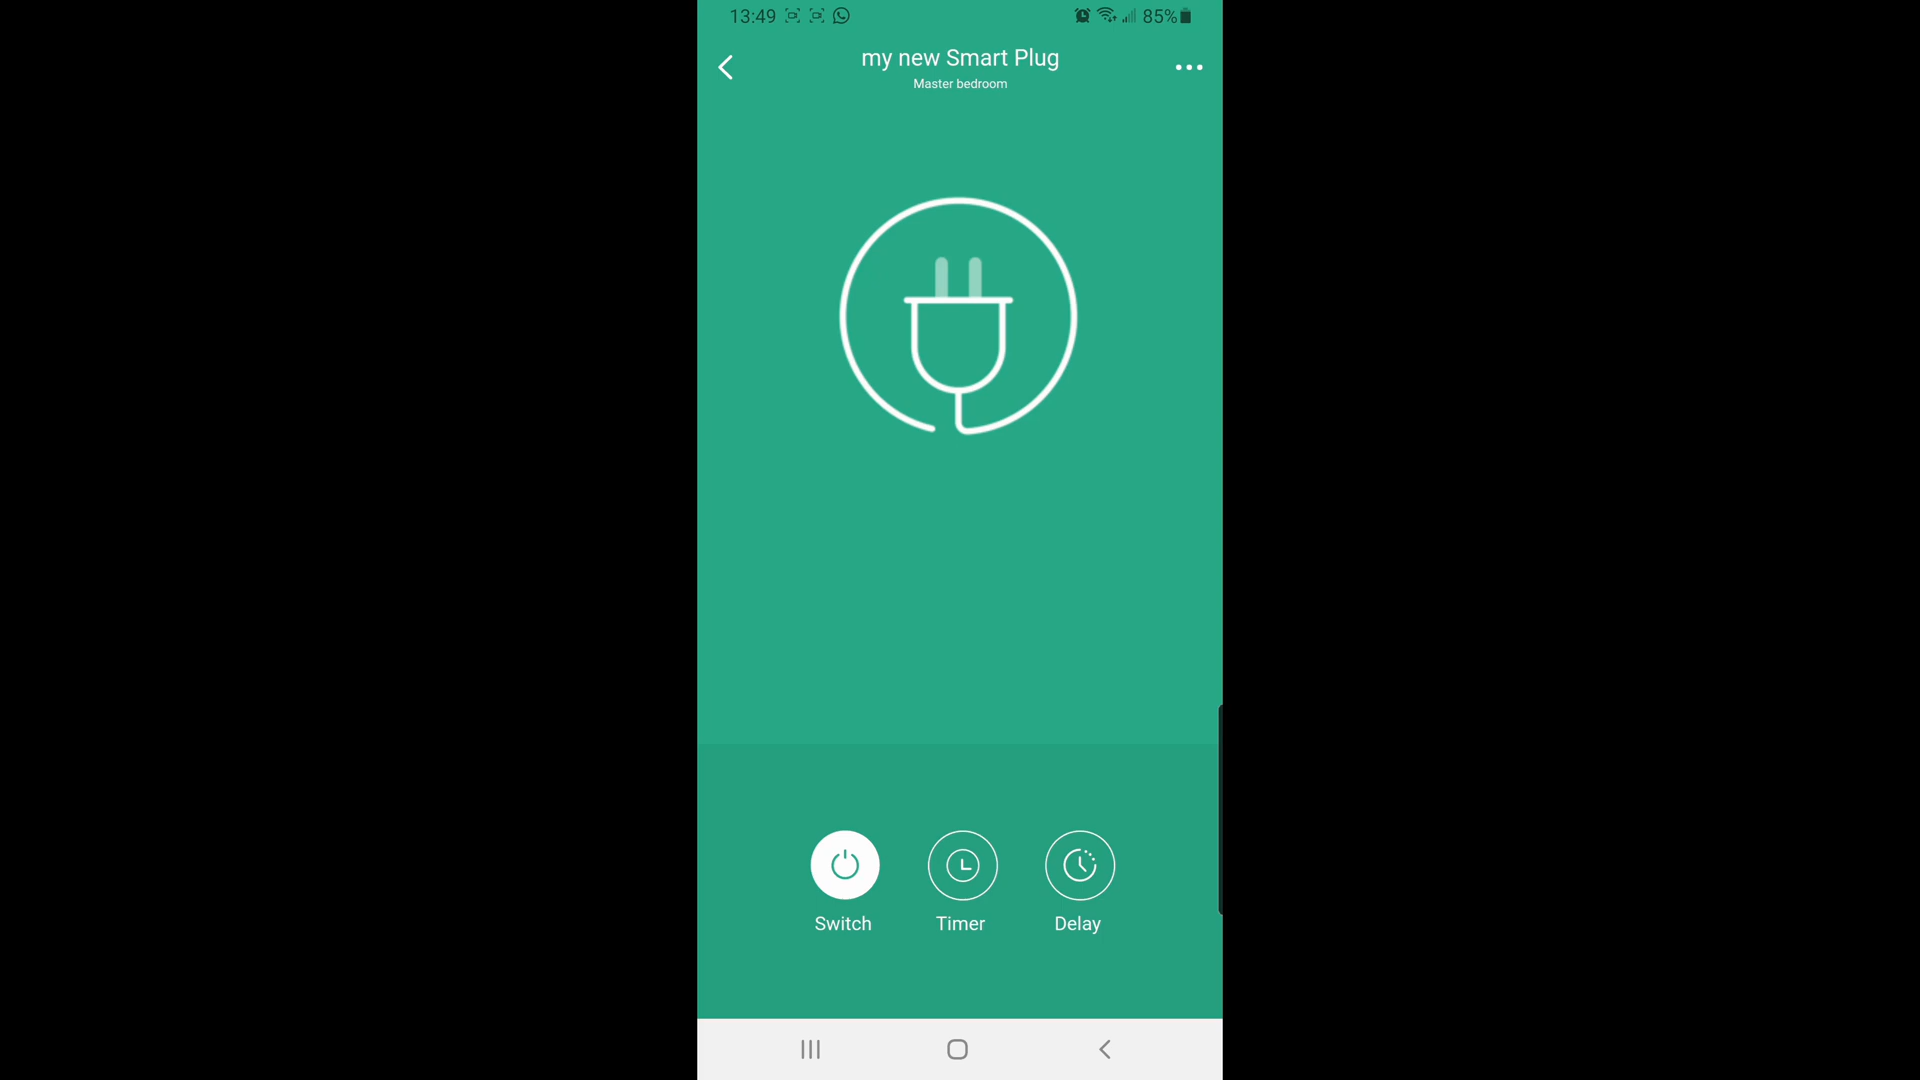 13:49
85%
my new Smart Plug
Master bedroom
Switch Timer Delay